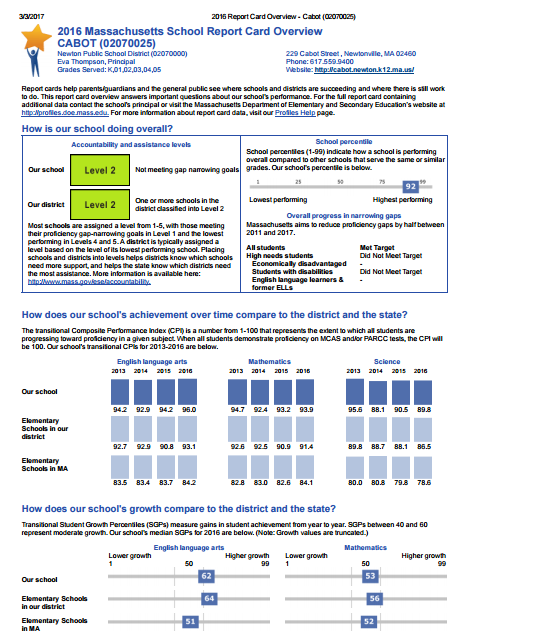 3/3/2017 2016 Report Card Overview - Cabot (02070025)
2016 Massachusetts School Report Card Overview
CABOT (02070025)
Newton Public School District (02070000) 229 Cabot Street , Newtonville, MA 02460
Eva Thompson, Principal Phone: 617.559.9400
Grades Served: K,01,02,03,04,05 Website: http://cabot.newton.k12.ma.us/
Report cards help parents/guardians and the general public see where schools and districts are succeeding and where there is still work
to do. This report card overview answers important questions about our school's performance. For the full report card containing
additional data contact the school's principal or visit the Massachusetts Department of Elementary and Secondary Education's website at
http://profiles.doe.mass.edu. For more information about report card data, visit our Profiles Help page.
How is our school doing overall?
Accountability and assistance levels
Our school Level 2 Not meeting gap narrowing goals
Our district Level 2 One or more schools in the
district classified into Level 2
Most schools are assigned a level from 1-5, with those meeting
their proficiency gap-narrowing goals in Level 1 and the lowest
performing in Levels 4 and 5. A district is typically assigned a
level based on the level of its lowest performing school. Placing
schools and districts into levels helps districts know which schools
need more support, and helps the state know which districts need
the most assistance. More information is available here:
http://www.mass.gov/ese/accountability.
School percentile
School percentiles (1-99) indicate how a school is performing
overall compared to other schools that serve the same or similar
grades. Our school's percentile is below.
1 25 50 75 99
92
Lowest performing Highest performing
Overall progress in narrowing gaps
Massachusetts aims to reduce proficiency gaps by half between
2011 and 2017.
All students Met Target
High needs students Did Not Meet Target
Economically disadvantaged -
Students with disabilities Did Not Meet Target
English language learners & -
former ELLs
How does our school's achievement over time compare to the district and the state?
The transitional Composite Performance Index (CPI) is a number from 1-100 that represents the extent to which all students are
progressing toward proficiency in a given subject. When all students demonstrate proficiency on MCAS and/or PARCC tests, the CPI will
be 100. Our school's transitional CPIs for 2013-2016 are below.
English language arts Mathematics Science
2013 2014 2015 2016 2013 2014 2015 2016 2013 2014 2015 2016
Our school
94.2 92.9 94.2 96.0 94.7 92.4 93.2 93.9 95.6 88.1 90.5 89.8
Elementary
Schools in our
district
92.7 92.9 90.8 93.1 92.6 92.5 90.9 91.4 89.8 88.7 88.1 86.5
Elementary
Schools in MA
83.5 83.4 83.7 84.2 82.8 83.0 82.6 84.1 80.0 80.8 79.8 78.6
How does our school's growth compare to the district and the state?
Transitional Student Growth Percentiles (SGPs) measure gains in student achievement from year to year. SGPs between 40 and 60
represent moderate growth. Our school's median SGPs for 2016 are below. (Note: Growth values are truncated.)
English language arts Mathematics
Lower growth Higher growth Lower growth Higher growth
1 50 99 1 50 99
Our school 62 53
Elementary Schools 64 56
in our district
Elementary Schools 51 52
in MA